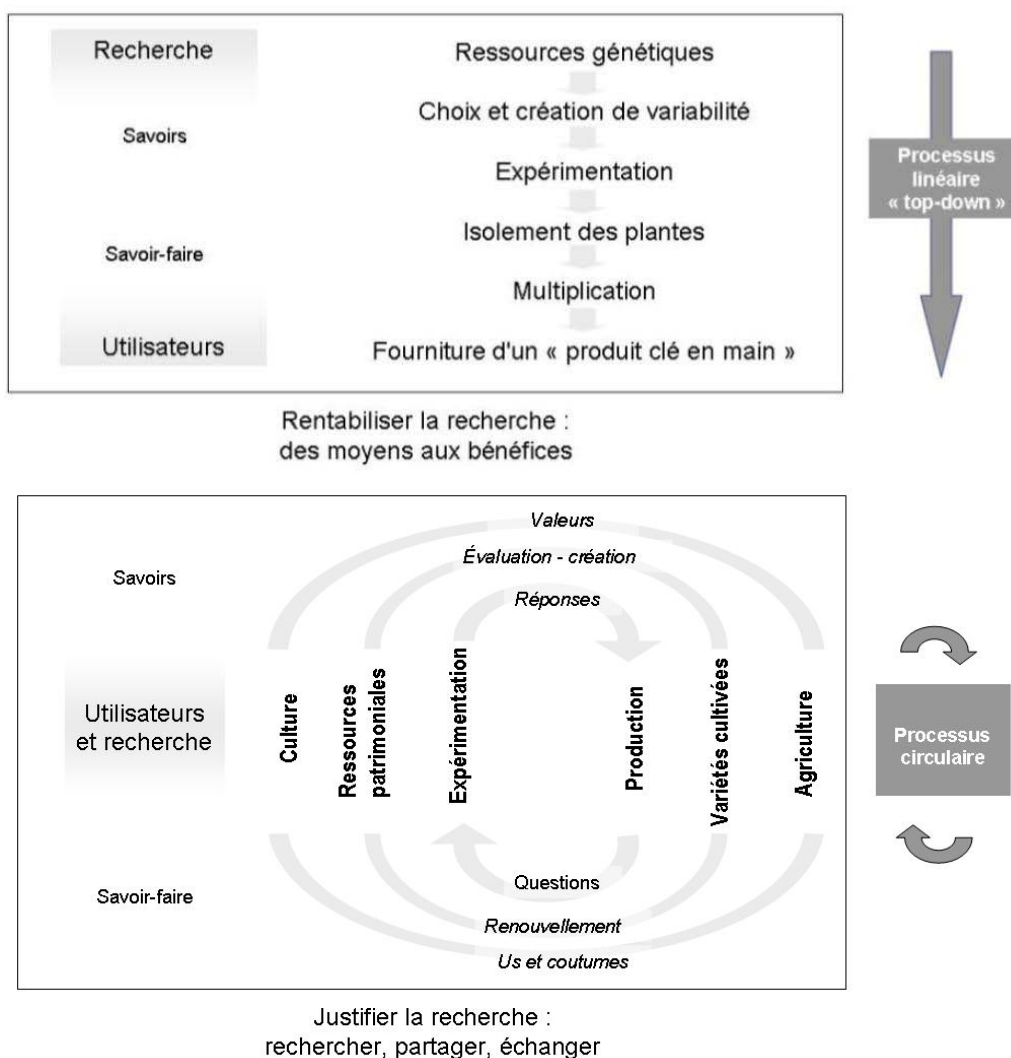 Recherche
Ressources génétiques
Choix et création de variabilité
Savoirs
Expérimentation
Isolement des plantes
Savoir-faire
Multiplication
Utilisateurs
Fourniture d'un « produit clé en main »
Processus
linéaire
« top-down »
Rentabiliser la recherche :
des moyens aux bénéfices
Valeurs
Évaluation - création
Savoirs
Réponses
Utilisateurs
et recherche
Culture
Ressources
patrimoniales
Expérimentation
Production
Variétés cultivées
Agriculture
Processus
circulaire
Questions
Savoir-faire
Renouvellement
Us et coutumes
Justifier la recherche :
rechercher, partager, échanger